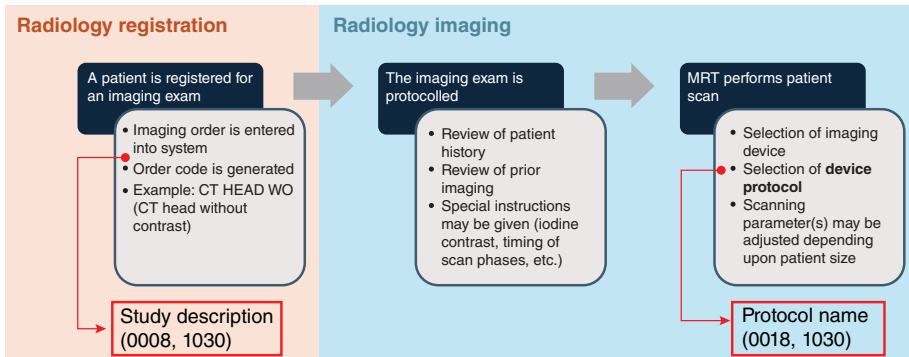 Radiology registration
Radiology imaging
A patient is registered for
an imaging exam
• Imaging order is entered
into system
• Order code is generated
• Example: CT HEAD WO
(CT head without
contrast)
Study description
(0008, 1030)
The imaging exam is
protocolled
• Review of patient
history
• Review of prior
imaging
• Special instructions
may be given (iodine
contrast, timing of
scan phases, etc.)
MRT performs patient
scan
• Selection of imaging
device
• Selection of device
protocol
• Scanning
parameter(s) may be
adjusted depending
upon patient size
Protocol name
(0018, 1030)